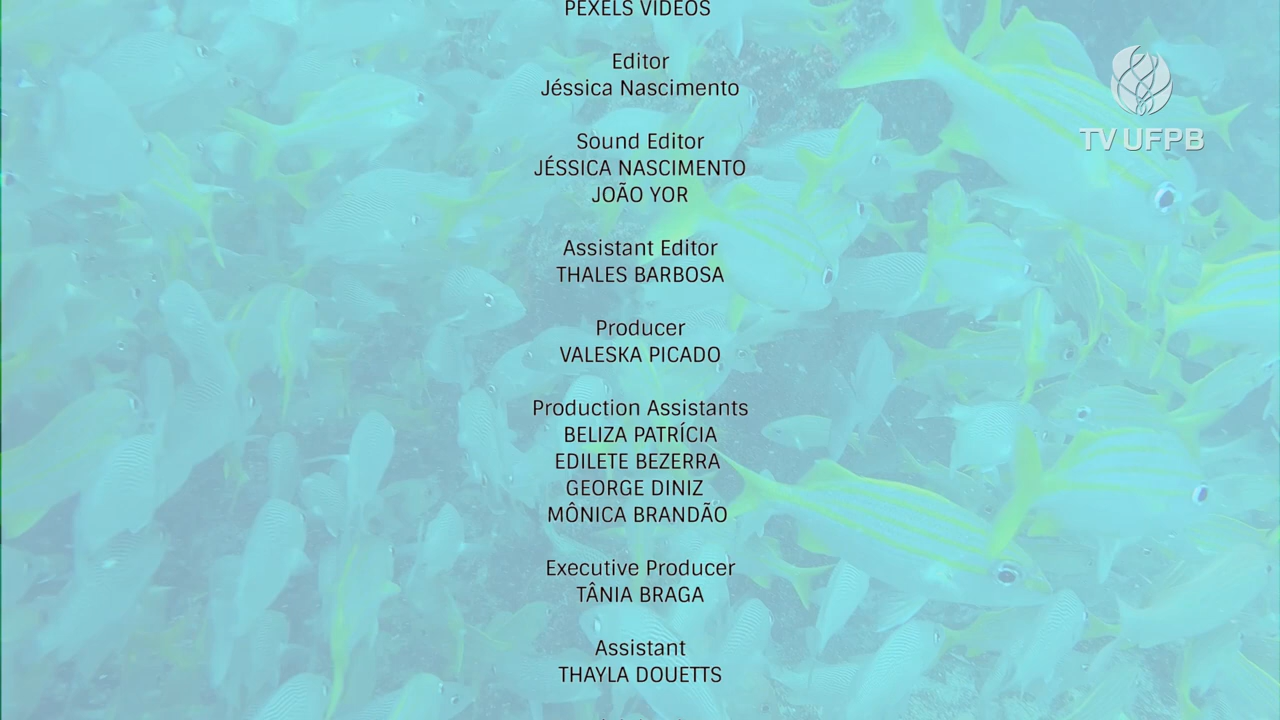 PEXELS VIDEOS
Editor
Jéssica Nascimento
Sound Editor
JÉSSICA NASCIMENTO
JOÃO YOR
Assistant Editor
THALES BARBOSA
Producer
VALESKA PICADO
Production Assistants
BELIZA PATRÍCIA
EDILETE BEZERRA
GEORGE DINIZ
MÔNICA BRANDÃO
Executive Producer
TÂNIA BRAGA
Assistant
THAYLA DOUETTS
TV UFPB